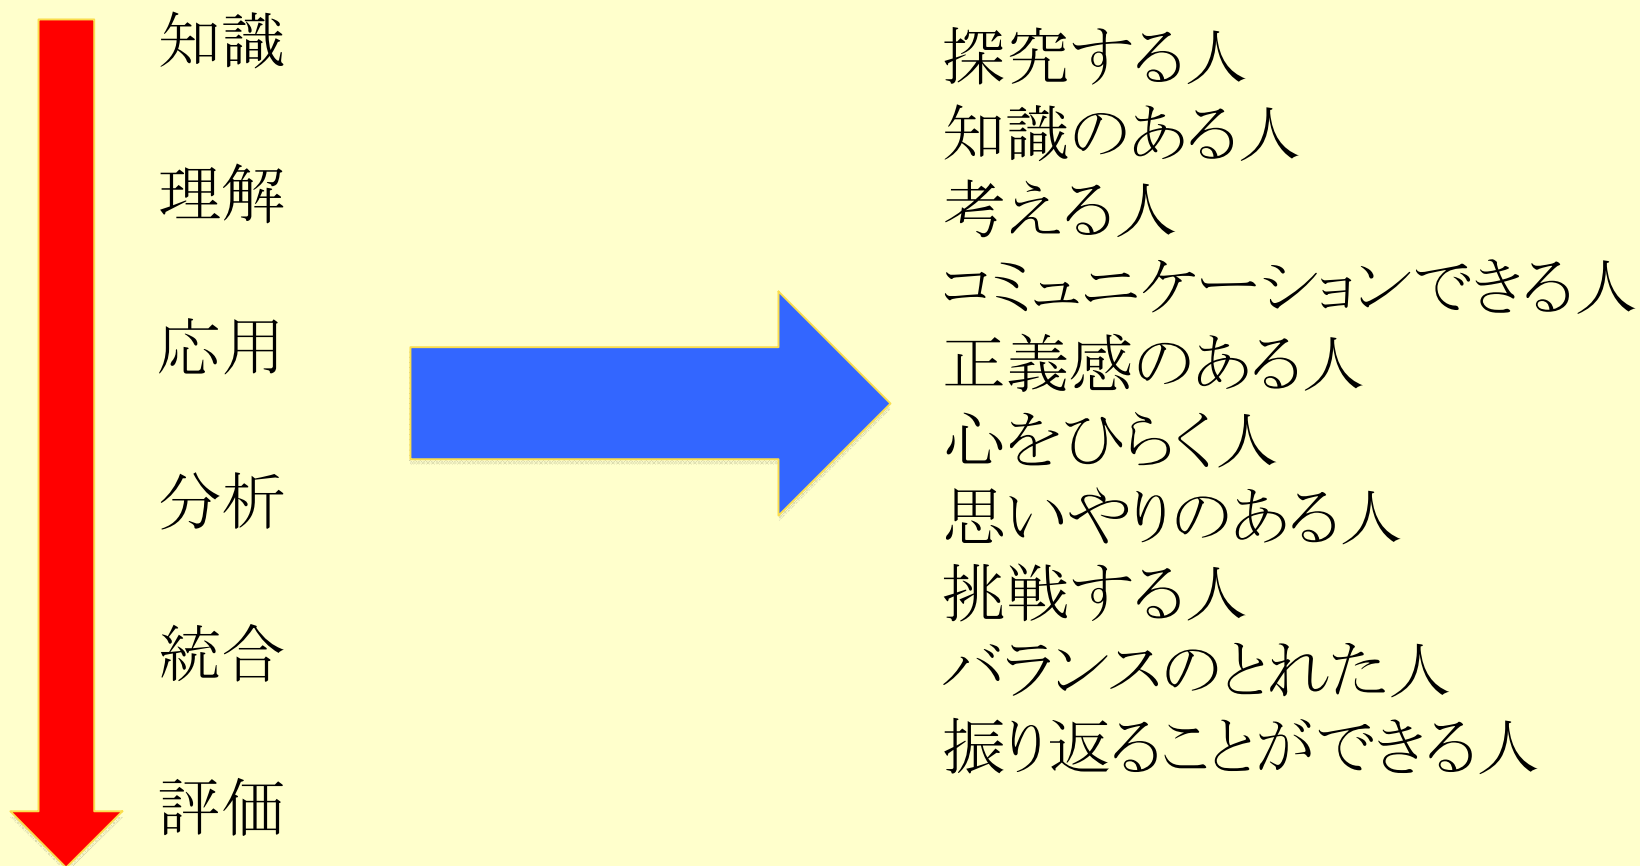 知識
理解
応用
分析
統合
評価
探究する人
知識のある人
考える人
コミュニケーションできる人
正義感のある人
心をひらく人
思いやりのある人
挑戦する人
バランスのとれた人
振り返ることができる人